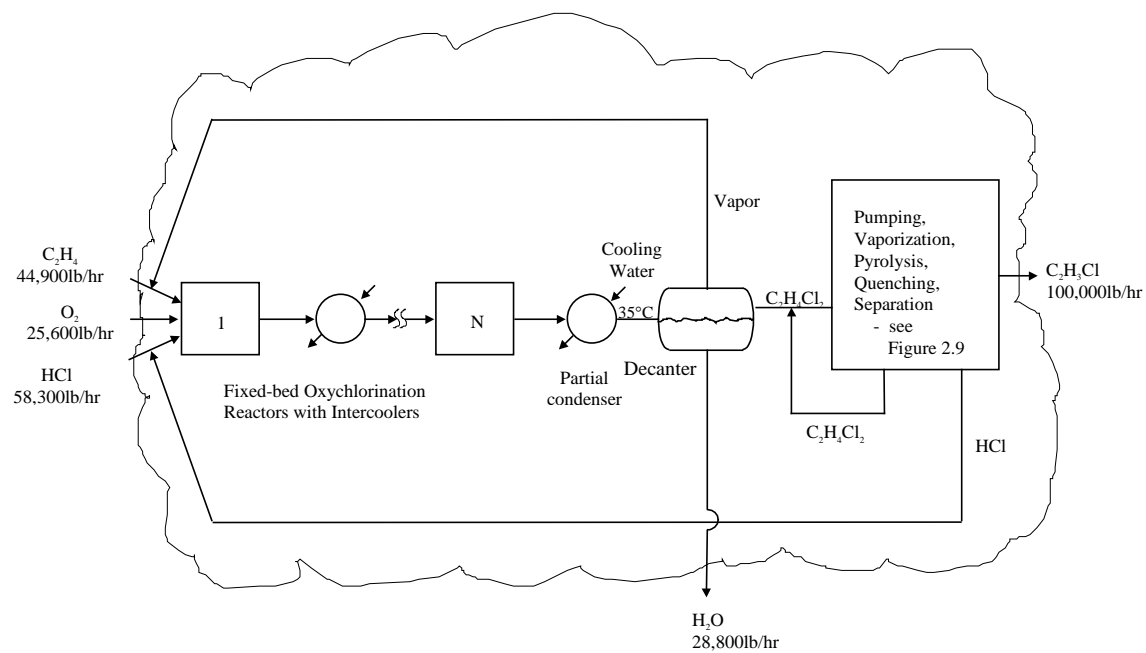 Vapor
C₂H₄
44,900lb/hr
O₂
25,600lb/hr
HCl
58,300lb/hr
1
Fixed-bed Oxychlorination
Reactors with Intercoolers
N
Cooling
Water
35°C
Partial
condenser
Decanter
C₂H₄Cl₂
Pumping,
Vaporization,
Pyrolysis,
Quenching,
Separation
- see
Figure 2.9
C₂H₃Cl
100,000lb/hr
C₂H₄Cl₂
HCl
H₂O
28,800lb/hr